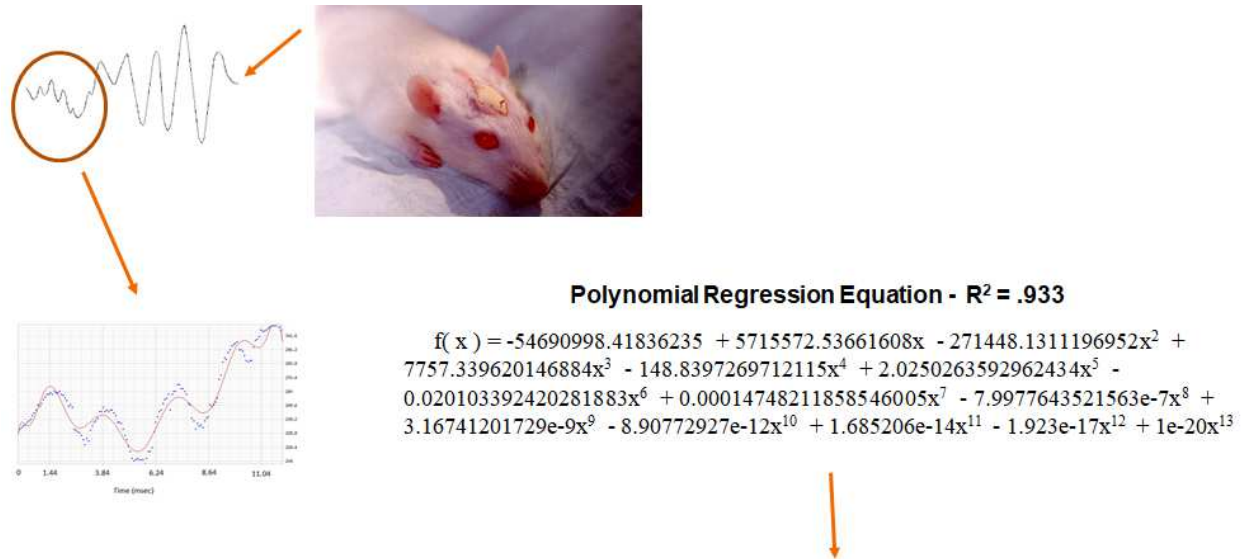 Polynomial Regression Equation - R² = .933
f( x ) = -54690998.41836235 + 5715572.53661608x - 271448.1311196952x² +
7757.339620146884x³ - 148.8397269712115x⁴ + 2.0250263592962434x⁵ -
0.020103392420281883x⁶ + 0.00014748211858546005x⁷ - 7.9977643521563e-7x⁸ +
3.16741201729e-9x⁹ - 8.90772927e-12x¹⁰ + 1.685206e-14x¹¹ - 1.923e-17x¹² + 1e-20x¹³
0 1.44 3.84 6.24 8.64 11.04
Time (msec)